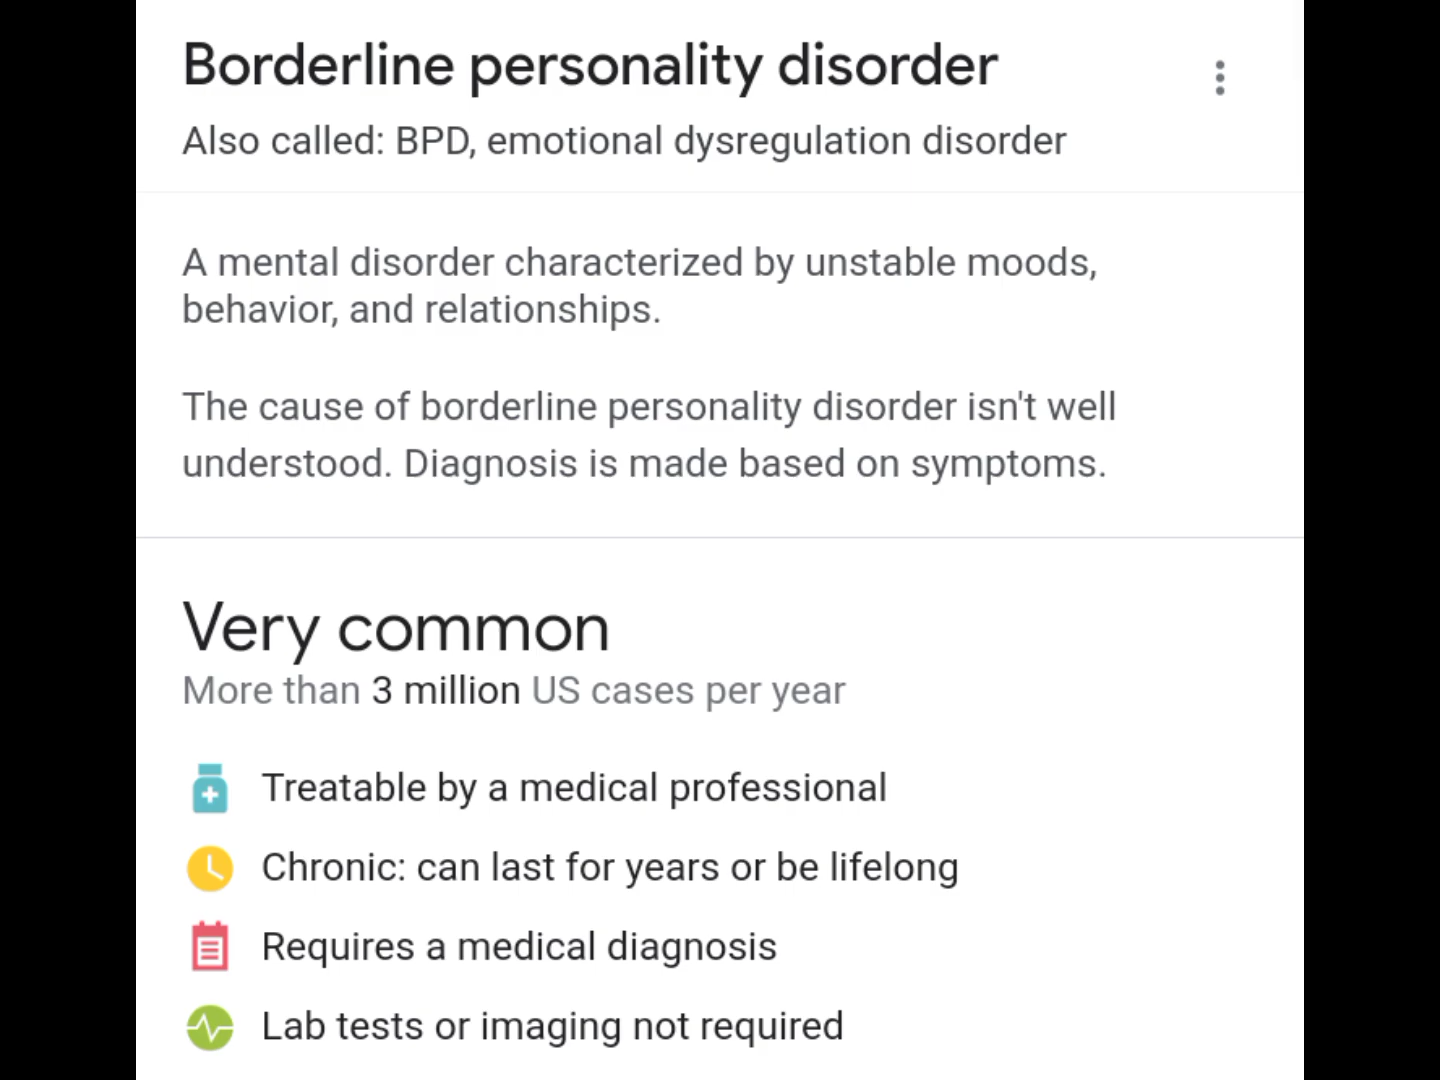 Borderline personality disorder
Also called: BPD, emotional dysregulation disorder
A mental disorder characterized by unstable moods,
behavior, and relationships.
The cause of borderline personality disorder isn't well
understood. Diagnosis is made based on symptoms.
Very common
More than 3 million US cases per year
Treatable by a medical professional
Chronic: can last for years or be lifelong
Requires a medical diagnosis
Lab tests or imaging not required